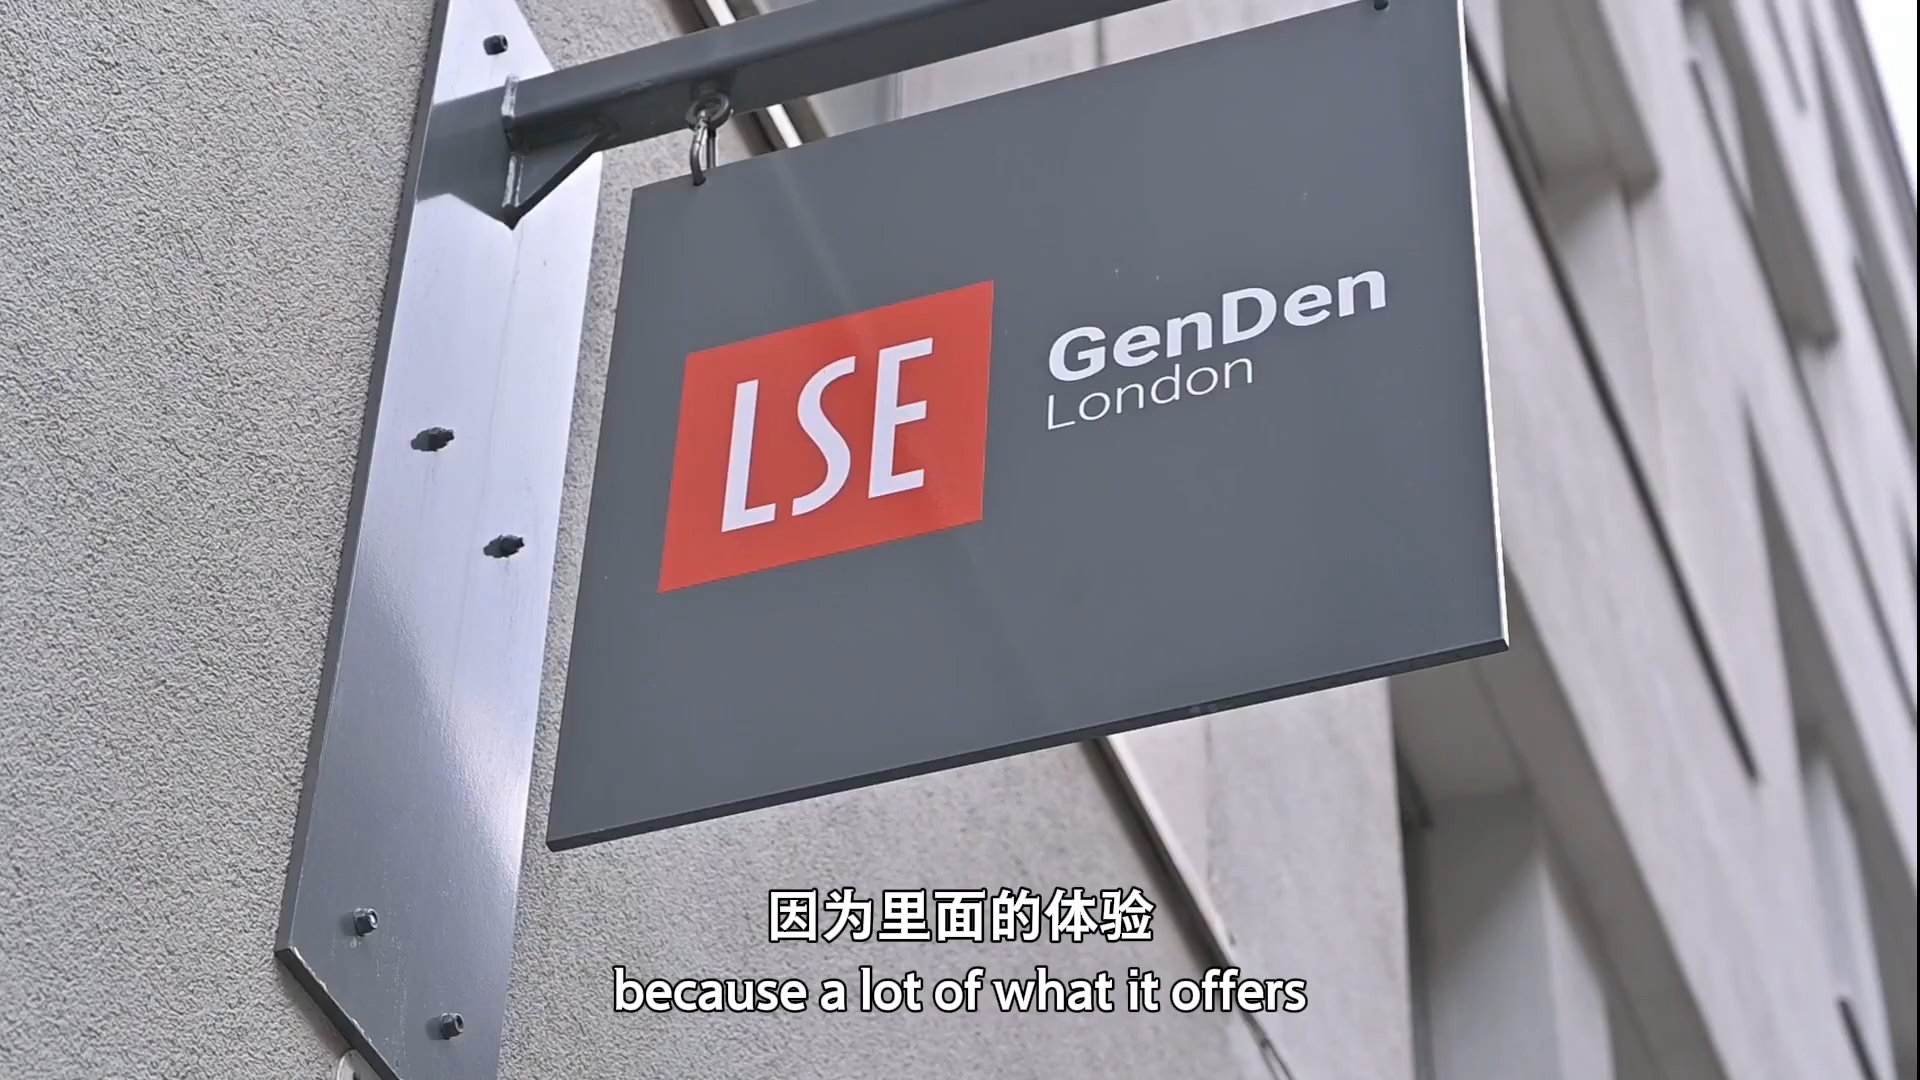 LSE
GenDen
London
因为里面的体验
because a lot of what it offers